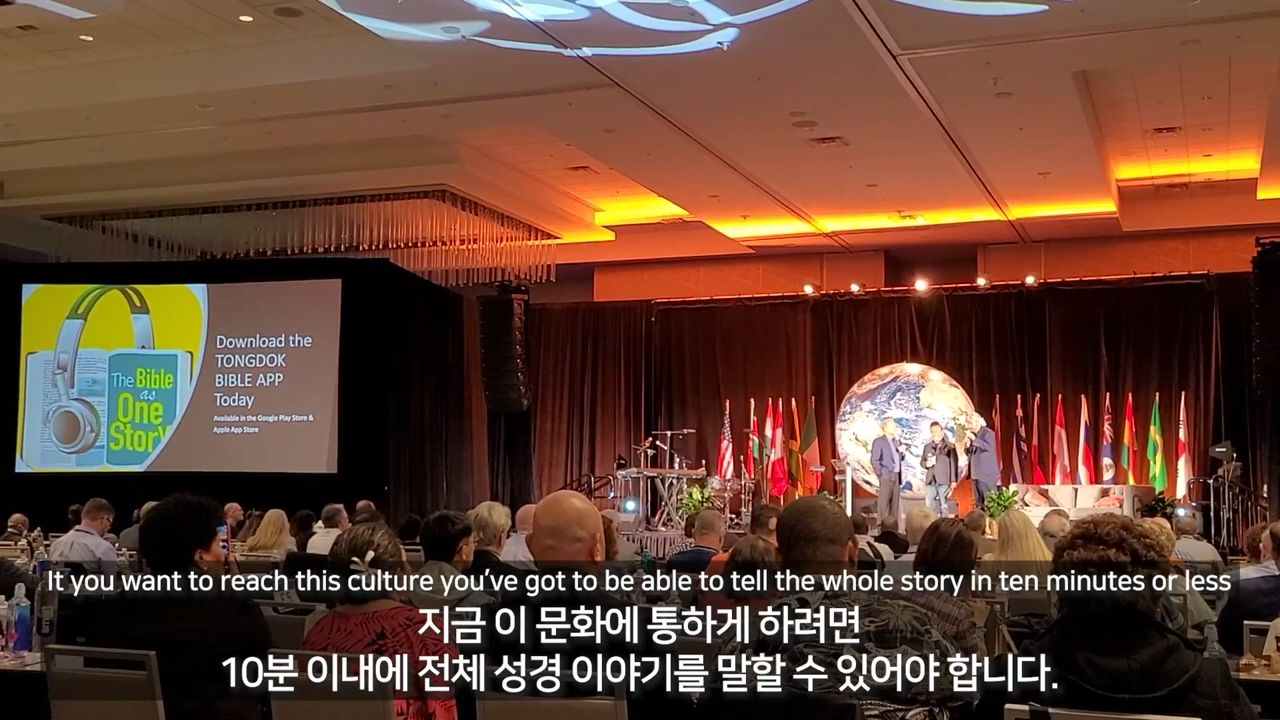 The Bible
as
One
Story
Download the
TONGDOK
BIBLE APP
Today
Available in the Google Play Store &
Apple App Store
It you want to reach this culture you've got to be able to tell the whole story in ten minutes or less
지금 이 문화에 통하게 하려면
10분 이내에 전체 성경 이야기를 말할 수 있어야 합니다.